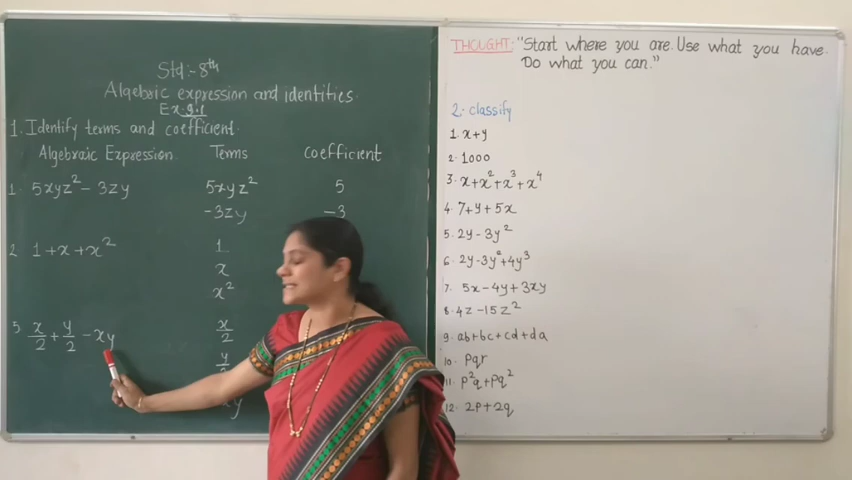 Std:- 8th
Algebric expression and identities.
Ex. 9.1
1. Identify terms and coefficient.
Algebraic Expression Terms Coefficient
1. 5xyz² - 3zy 5xyz² 5
-3zy -3
2 1 + x + x² 1
x
x²
5 x/2 + y/2 - xy x/2
y
xy
THOUGHT: "Start where you are. Use what you have.
Do what you can."
2. classify
1. x+y
2. 1000
3. x+x²+x³+x⁴
4. 7+y+5x
5. 2y-3y²
6. 2y-3y²+4y³
7. 5x-4y+3xy
8. 4z-15z²
9. ab+bc+cd+da
10. pqr
11. p²q+pq²
12. 2p+2q